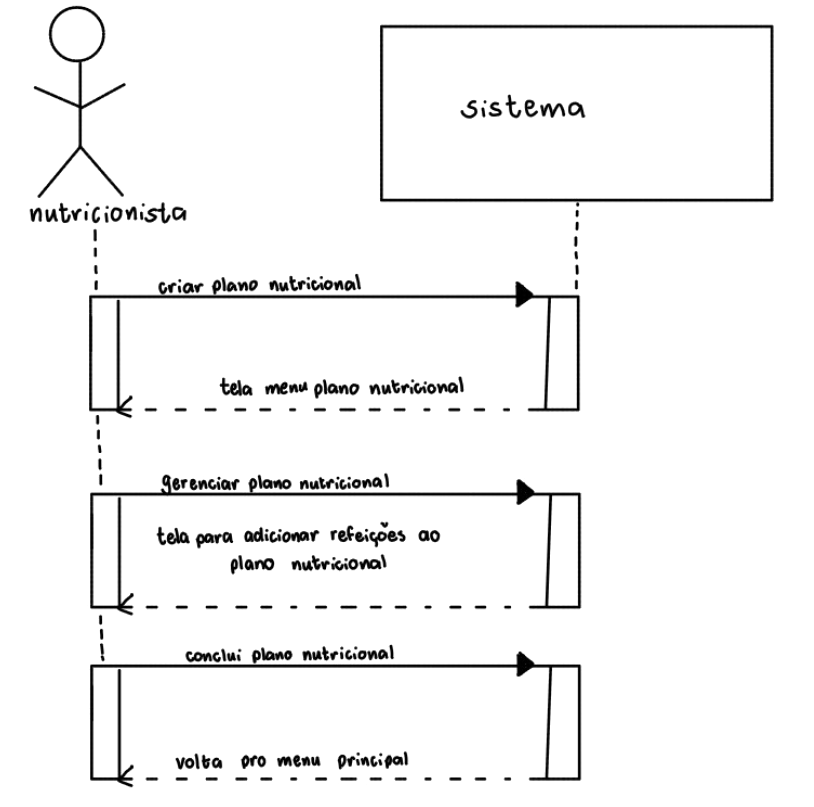 sistema
nutricionista
criar plano nutricional
tela menu plano nutricional
gerenciar plano nutricional
tela para adicionar refeições ao
plano nutricional
conclui plano nutricional
volta pro menu principal